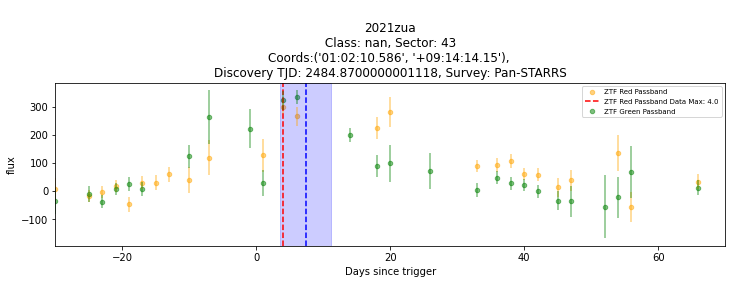 2021zua
Class: nan, Sector: 43
Coords:('01:02:10.586', '+09:14:14.15'),
Discovery TJD: 2484.8700000001118, Survey: Pan-STARRS
ZTF Red Passband
ZTF Red Passband Data Max: 4.0
ZTF Green Passband
flux
300
200
100
0
−100
−20
0
20
40
60
Days since trigger